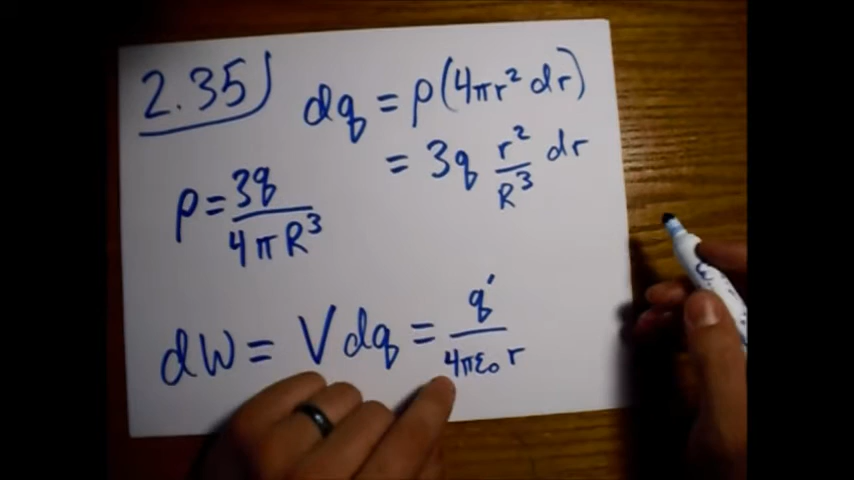 2.35)
dq = ρ(4πr² dr)
= 3q r²/R³ dr
ρ = 3q/4πR³
dW = V dq = q'/4πε₀ r